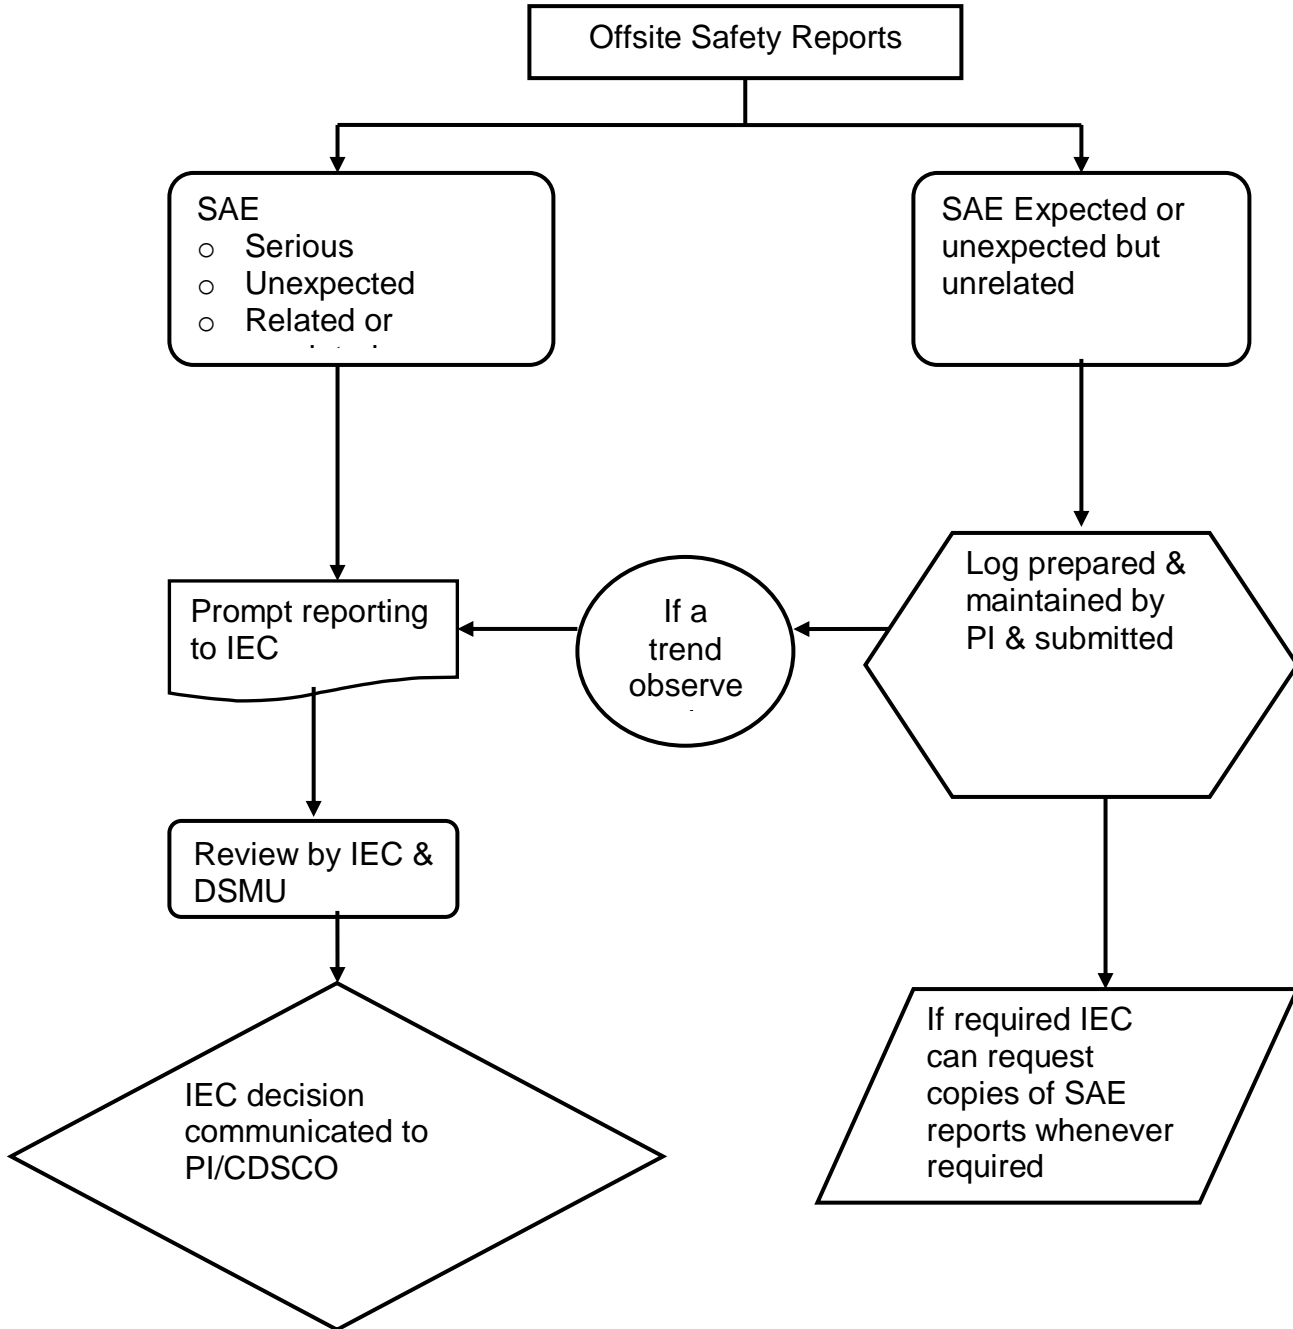 Offsite Safety Reports
SAE
o Serious
o Unexpected
o Related or
SAE Expected or
unexpected but
unrelated
Prompt reporting
to IEC
If a
trend
observe
Log prepared &
maintained by
PI & submitted
Review by IEC &
DSMU
IEC decision
communicated to
PI/CDSCO
If required IEC
can request
copies of SAE
reports whenever
required